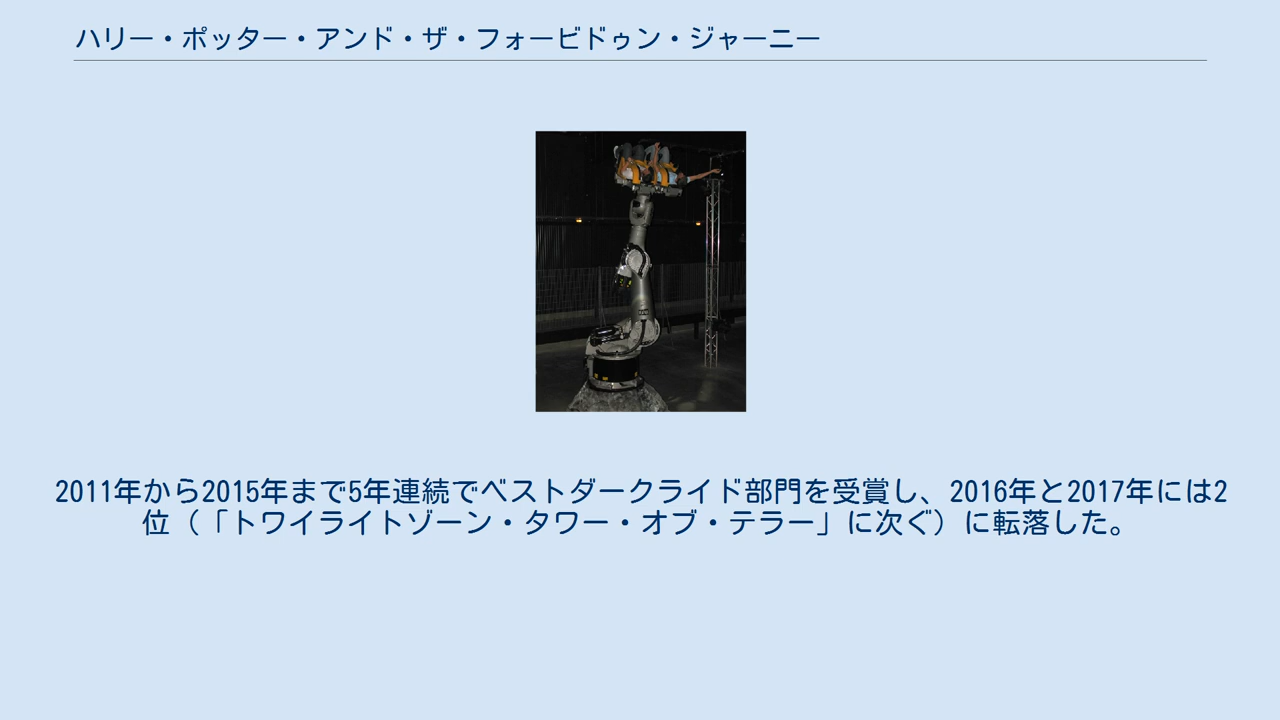 ハリー・ポッター・アンド・ザ・フォービドゥン・ジャーニー
2011年から2015年まで5年連続でベストダークライド部門を受賞し、2016年と2017年には2
位（「トワイライトゾーン・タワー・オブ・テラー」に次ぐ）に転落した。